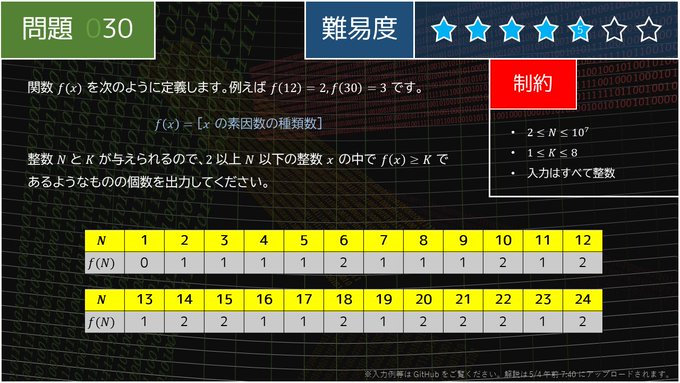 問題 030
難易度
5
制約
関数 f(x) を次のように定義します。例えば f(12) = 2, f(30) = 3 です。
f(x) = [x の素因数の種類数]
整数 N と K が与えられるので、2 以上 N 以下の整数 x の中で f(x) ≥ K で
あるようなものの個数を出力してください。
• 2 ≤ N ≤ 10⁷
• 1 ≤ K ≤ 8
• 入力はすべて整数
N 1 2 3 4 5 6 7 8 9 10 11 12
f(N) 0 1 1 1 1 2 1 1 1 2 1 2
N 13 14 15 16 17 18 19 20 21 22 23 24
f(N) 1 2 2 1 1 2 1 2 2 2 1 2
※入力例等は GitHub をご覧ください。解説は 5/4 午前 7:40 にアップロードされます。